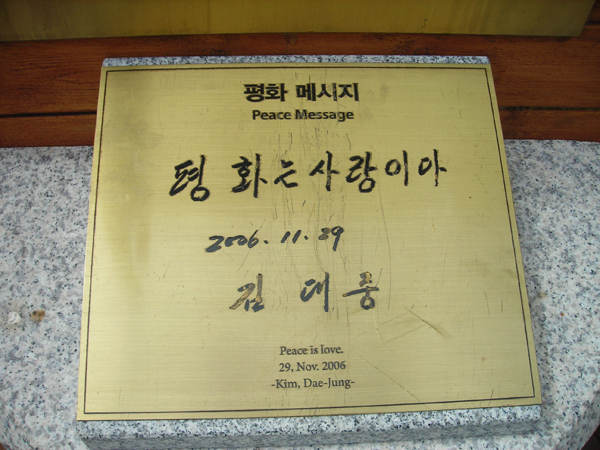 평화 메시지
Peace Message
평화는 사랑이야
2006. 11. 29
김대중
Peace is love.
29, Nov. 2006
-Kim, Dae-Jung-